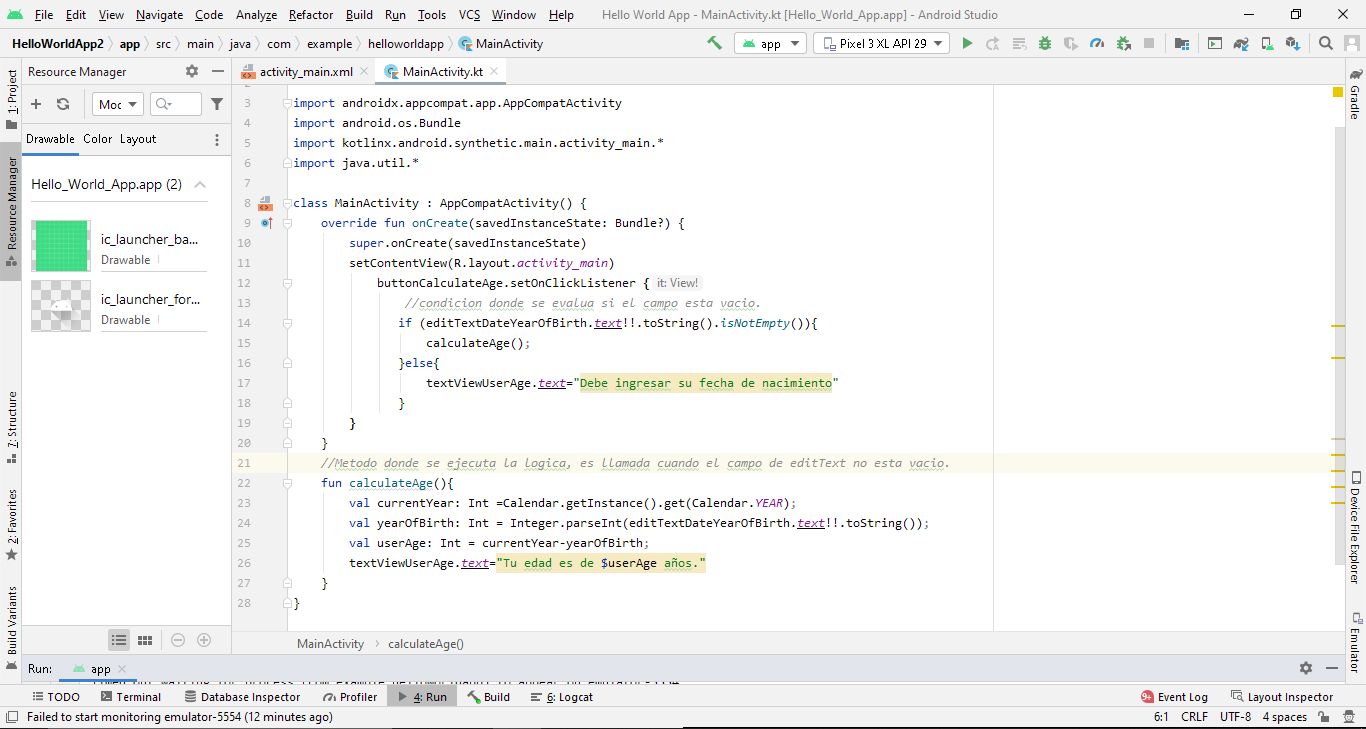 File Edit View Navigate Code Analyze Refactor Build Run Tools VCS Window Help Hello World App - MainActivity.kt [Hello_World_App.app] - Android Studio
HelloWorldApp2 app src main java com example helloworldapp MainActivity app Pixel 3 XL API 29
Resource Manager
activity_main.xml MainActivity.kt
Moc
Drawable Color Layout
Hello_World_App.app (2)
ic_launcher_ba...
Drawable
ic_launcher_for...
Drawable
1: Project
Resource Manager
7: Structure
2: Favorites
Build Variants
3 import androidx.appcompat.app.AppCompatActivity
4 import android.os.Bundle
5 import kotlinx.android.synthetic.main.activity_main.*
6 import java.util.*
7
8 class MainActivity : AppCompatActivity() {
9 override fun onCreate(savedInstanceState: Bundle?) {
10 super.onCreate(savedInstanceState)
11 setContentView(R.layout.activity_main)
12 buttonCalculateAge.setOnClickListener { it: View!
13 //condicion donde se evalua si el campo esta vacio.
14 if (editTextDateYearOfBirth.text!!.toString().isNotEmpty()){
15 calculateAge();
16 }else{
17 textViewUserAge.text="Debe ingresar su fecha de nacimiento"
18 }
19 }
20 }
21 //Metodo donde se ejecuta la logica, es llamada cuando el campo de editText no esta vacio.
22 fun calculateAge(){
23 val currentYear: Int =Calendar.getInstance().get(Calendar.YEAR);
24 val yearOfBirth: Int = Integer.parseInt(editTextDateYearOfBirth.text!!.toString());
25 val userAge: Int = currentYear-yearOfBirth;
26 textViewUserAge.text="Tu edad es de $userAge años."
27 }
28 }
MainActivity calculateAge()
Gradle
Device File Explorer
Emulator
Run: app
TODO Terminal Database Inspector Profiler 4: Run Build 6: Logcat 9+ Event Log Layout Inspector
Failed to start monitoring emulator-5554 (12 minutes ago) 6:1 CRLF UTF-8 4 spaces